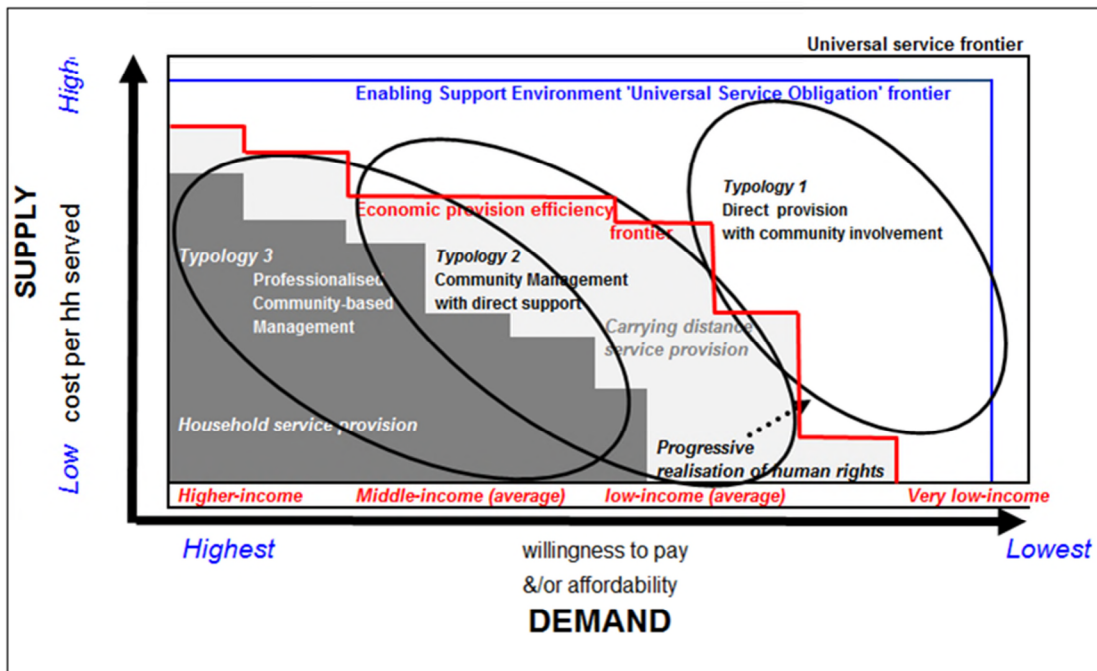 Universal service frontier
Enabling Support Environment 'Universal Service Obligation' frontier
High
SUPPLY
cost per hh served
Low
Typology 1
Direct provision
with community involvement
Economic provision efficiency
frontier
Typology 3
Professionalised
Community-based
Management
Typology 2
Community Management
with direct support
Carrying distance
service provision
Household service provision
Progressive
realisation of human rights
Higher-income
Middle-income (average)
low-income (average)
Very low-income
Highest
willingness to pay
&/or affordability
Lowest
DEMAND